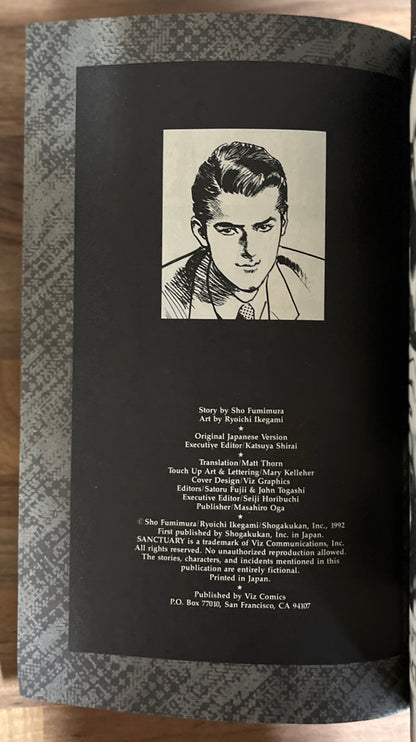 Story by Sho Fumimura
Art by Ryoichi Ikegami
★
Original Japanese Version
Executive Editor/Katsuya Shirai
★
Translation/Matt Thorn
Touch Up Art & Lettering/Mary Kelleher
Cover Design/Viz Graphics
Editors/Satoru Fujii & John Togashi
Executive Editor/Seiji Horibuchi
Publisher/Masahiro Oga
★
©Sho Fumimura/Ryoichi Ikegami/Shogakukan, Inc., 1992
First published by Shogakukan, Inc. in Japan.
SANCTUARY is a trademark of Viz Communications, Inc.
All rights reserved. No unauthorized reproduction allowed.
The stories, characters, and incidents mentioned in this
publication are entirely fictional.
Printed in Japan.
★
Published by Viz Comics
P.O. Box 77010, San Francisco, CA 94107